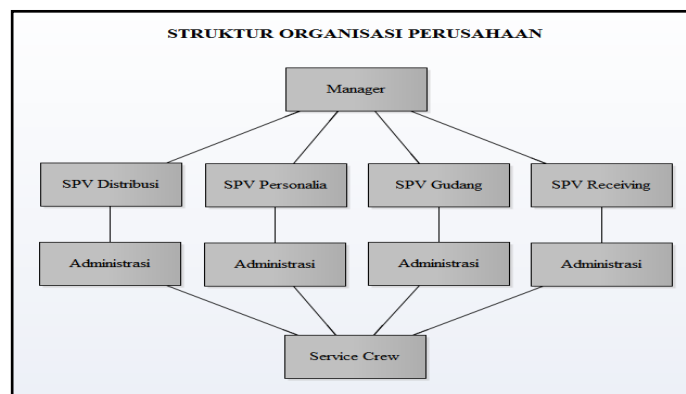 STRUKTUR ORGANISASI PERUSAHAAN
Manager
SPV Distribusi
SPV Personalia
SPV Gudang
SPV Receiving
Administrasi
Administrasi
Administrasi
Administrasi
Service Crew